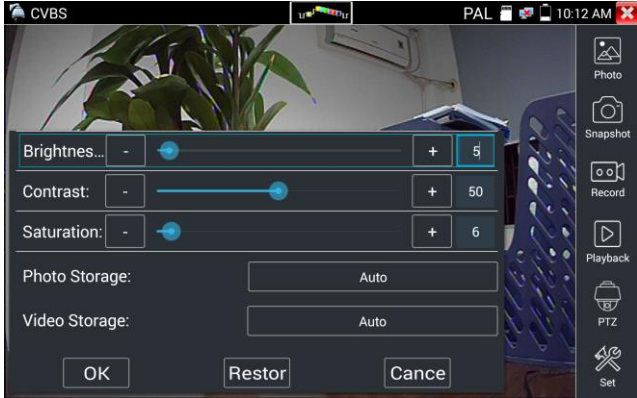 CVBS PAL 10:12 AM
Photo
Snapshot
Brightnes... - + 5
Contrast: - + 50
Record
Saturation: - + 6
Playback
Photo Storage: Auto
Video Storage: Auto
PTZ
OK Restor Cance
Set